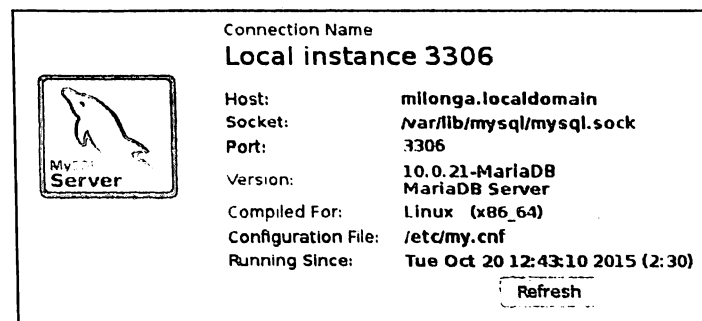 Connection Name
Local instance 3306
Host: milonga.localdomain
Socket: /var/lib/mysql/mysql.sock
Port: 3306
Version: 10.0.21-MariaDB
MariaDB Server
Compiled For: Linux (x86_64)
Configuration File: /etc/my.cnf
Running Since: Tue Oct 20 12:43:10 2015 (2:30)
Refresh
MySQL
Server